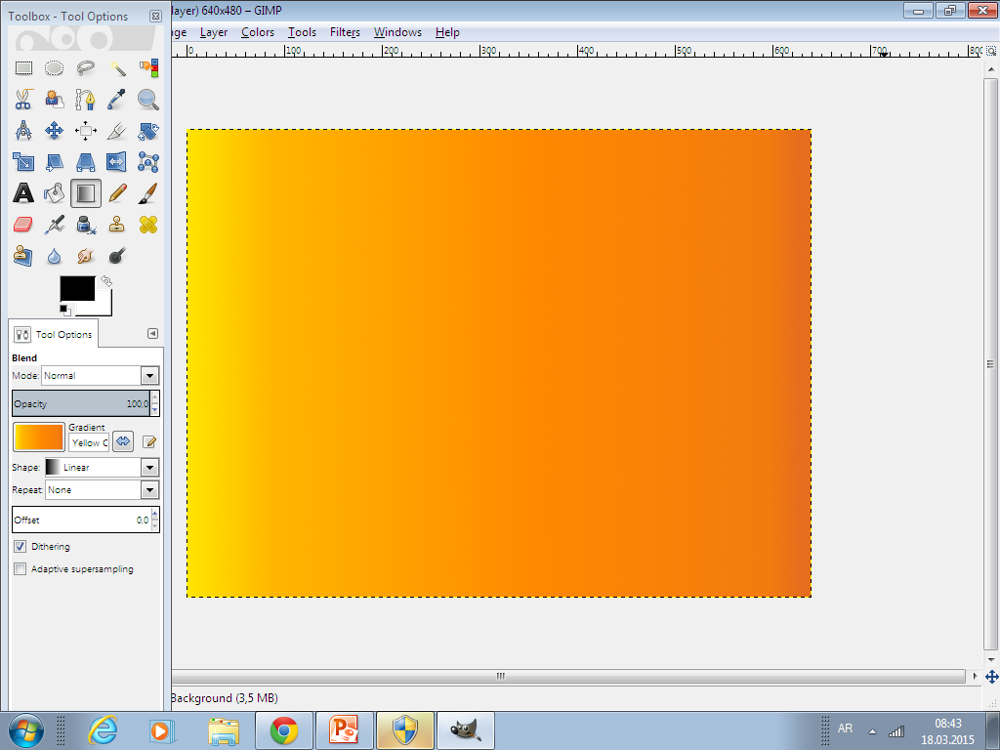 Toolbox - Tool Options
layer) 640x480 – GIMP
ge Layer Colors Tools Filters Windows Help
0 100 200 300 400 500 600 700 800
Tool Options
Blend
Mode: Normal
Opacity 100,0
Gradient
Yellow C
Shape: Linear
Repeat: None
Offset 0,0
Dithering
Adaptive supersampling
Background (3,5 MB)
AR
08:43
18.03.2015